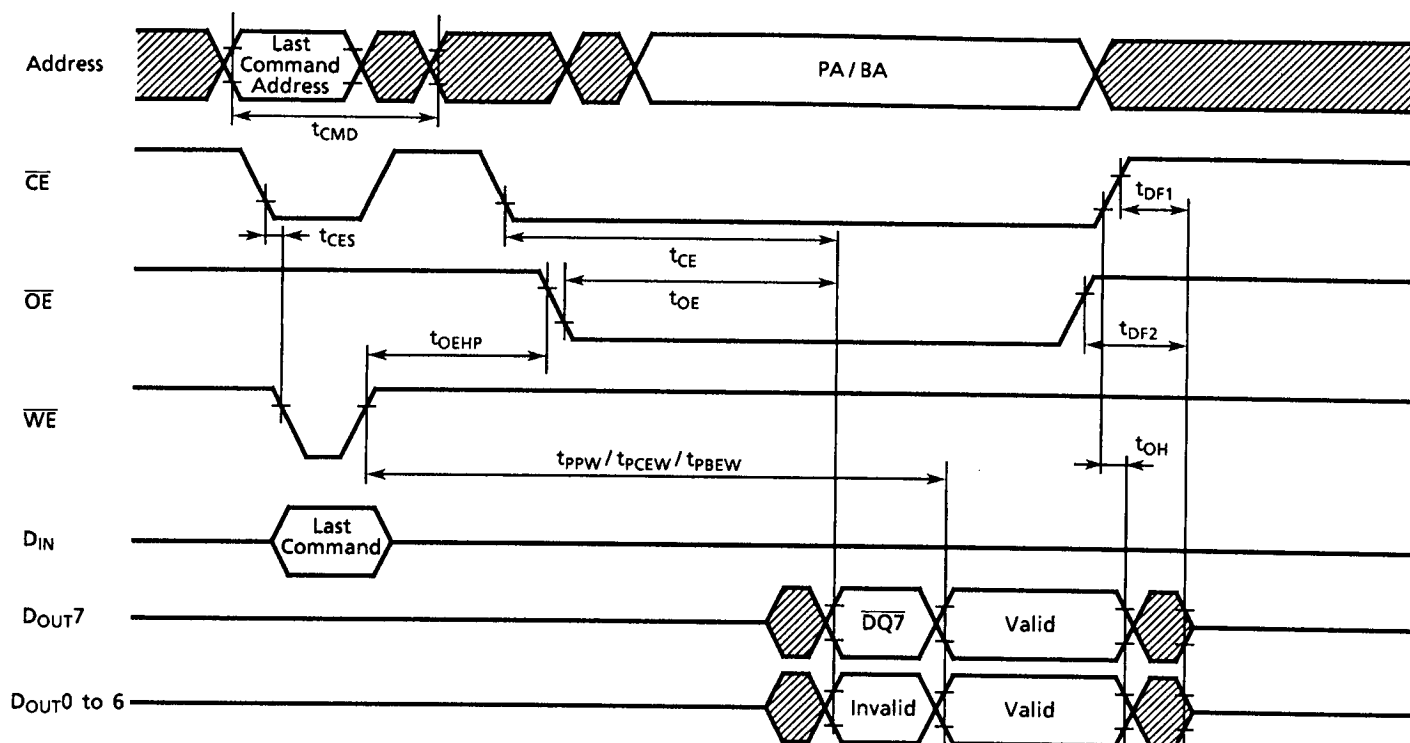 Address
Last
Command
Address
PA / BA
tCMD
CE
tCES
tCE
tDF1
OE
tOE
tOEHP
tDF2
WE
tPPW / tPCEW / tPBEW
tOH
DIN
Last
Command
DOUT7
DQ7
Valid
DOUT0 to 6
Invalid
Valid